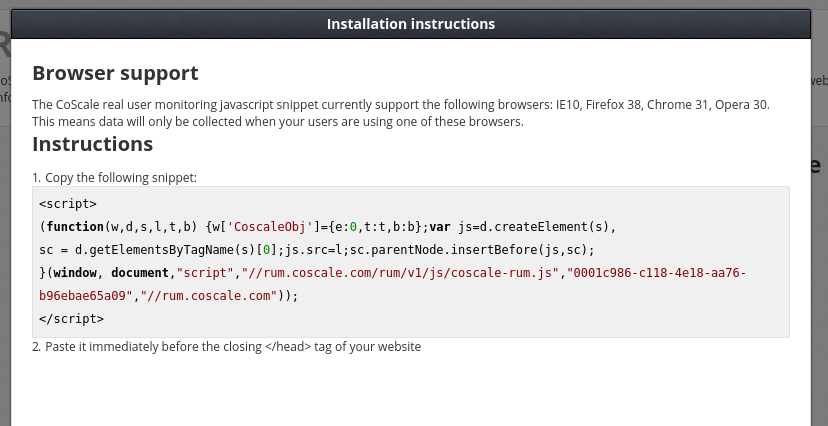 Installation instructions
Browser support
The CoScale real user monitoring javascript snippet currently support the following browsers: IE10, Firefox 38, Chrome 31, Opera 30.
This means data will only be collected when your users are using one of these browsers.
Instructions
1. Copy the following snippet:
<script>
(function(w,d,s,l,t,b) {w['CoscaleObj']={e:0,t:t,b:b};var js=d.createElement(s),
sc = d.getElementsByTagName(s)[0];js.src=l;sc.parentNode.insertBefore(js,sc);
}(window, document,"script","//rum.coscale.com/rum/v1/js/coscale-rum.js","0001c986-c118-4e18-aa76-
b96ebae65a09","//rum.coscale.com"));
</script>
2. Paste it immediately before the closing </head> tag of your website